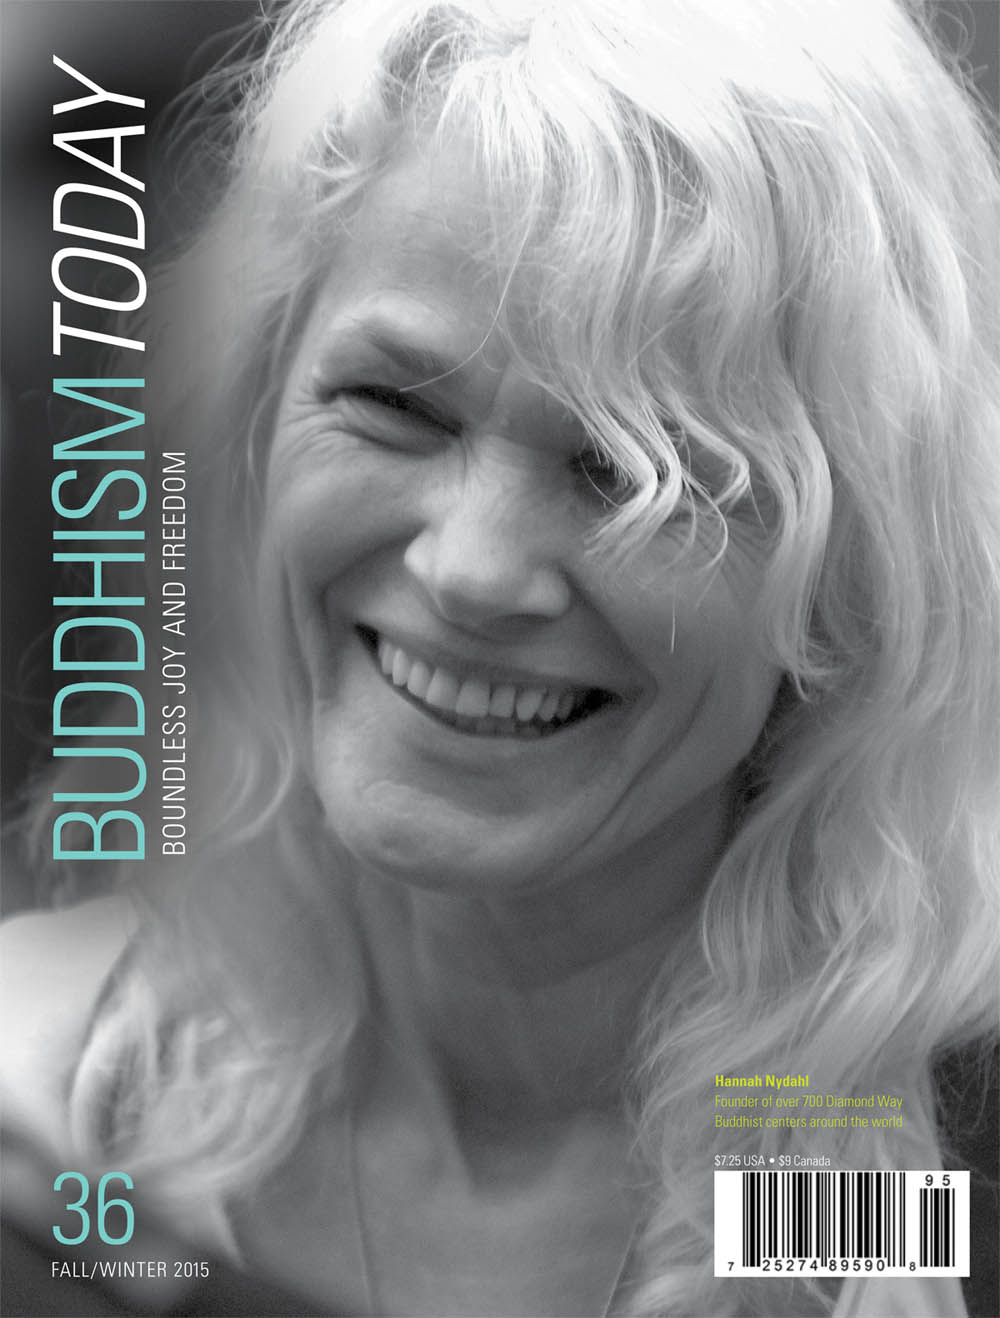 BUDDHISM TODAY
BOUNDLESS JOY AND FREEDOM
Hannah Nydahl
Founder of over 700 Diamond Way
Buddhist centers around the world
$7.25 USA • $9 Canada
95
7 25274 89590 8
36
FALL/WINTER 2015